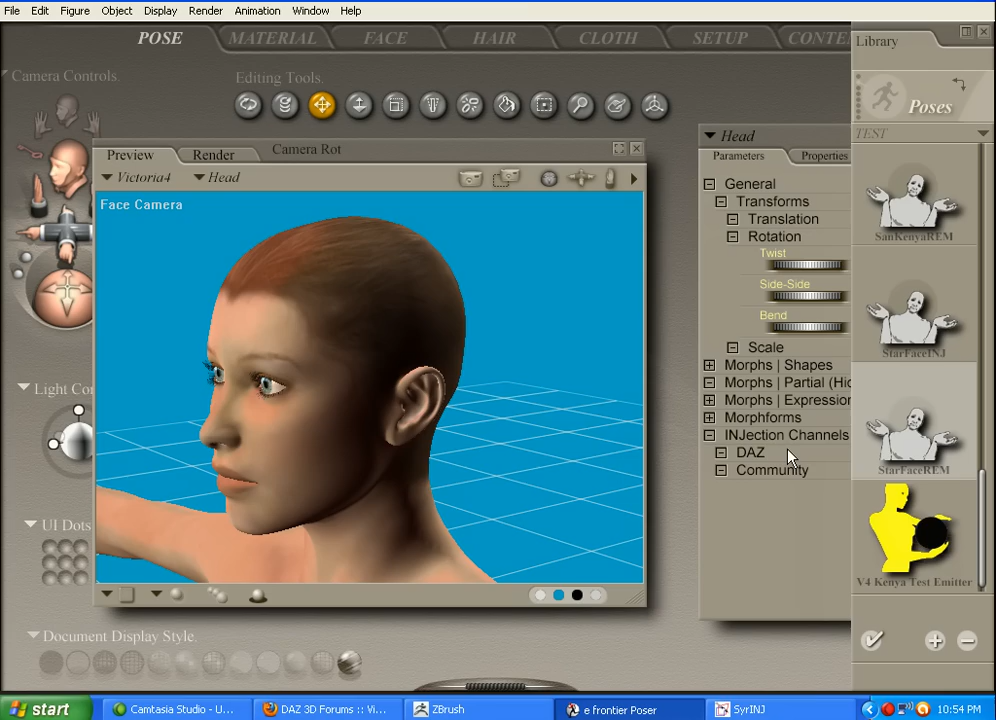 File Edit Figure Object Display Render Animation Window Help
POSE MATERIAL FACE HAIR CLOTH SETUP CONTE
Library
Camera Controls.
Editing Tools.
Poses
TEST
Head
Parameters Properties
Preview Render Camera Rot
Victoria4 Head
Face Camera
General
Transforms
Translation
Rotation
Twist
Side-Side
Bend
Scale
Morphs | Shapes
Morphs | Partial (Hid
Morphs | Expression
Morphforms
INJection Channels
DAZ
Community
SanKenyaREM
StarFaceINJ
StarFaceREM
V4 Kenya Test Emitter
Light Con
UI Dots
Document Display Style.
start Camtasia Studio - U... DAZ 3D Forums :: Vi... ZBrush e frontier Poser SyrINJ 10:54 PM